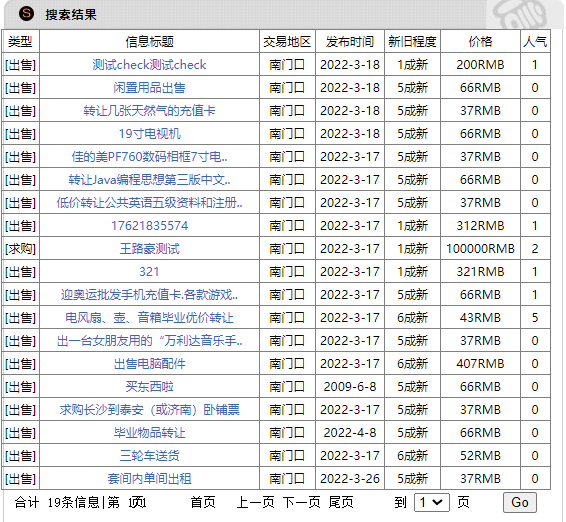 S 搜索结果
类型 信息标题 交易地区 发布时间 新旧程度 价格 人气
[出售] 测试check测试check 南门口 2022-3-18 1成新 200RMB 1
[出售] 闲置用品出售 南门口 2022-3-18 5成新 66RMB 0
[出售] 转让几张天然气的充值卡 南门口 2022-3-18 5成新 37RMB 0
[出售] 19寸电视机 南门口 2022-3-18 5成新 66RMB 0
[出售] 佳的美PF760数码相框7寸电.. 南门口 2022-3-17 5成新 37RMB 0
[出售] 转让Java编程思想第三版中文.. 南门口 2022-3-17 5成新 66RMB 0
[出售] 低价转让公共英语五级资料和注册.. 南门口 2022-3-17 5成新 37RMB 0
[出售] 17621835574 南门口 2022-3-17 1成新 312RMB 1
[求购] 王路豪测试 南门口 2022-3-17 1成新 100000RMB 2
[出售] 321 南门口 2022-3-17 1成新 321RMB 1
[出售] 迎奥运批发手机充值卡.各款游戏.. 南门口 2022-3-17 5成新 66RMB 1
[出售] 电风扇、壶、音箱毕业优价转让 南门口 2022-3-17 6成新 43RMB 5
[出售] 出一台女朋友用的“万利达音乐手.. 南门口 2022-3-17 5成新 37RMB 0
[出售] 出售电脑配件 南门口 2022-3-17 6成新 407RMB 0
[出售] 买东西啦 南门口 2009-6-8 5成新 66RMB 0
[出售] 求购长沙到泰安（或济南）卧铺票 南门口 2022-3-17 5成新 37RMB 0
[出售] 毕业物品转让 南门口 2022-4-8 5成新 66RMB 0
[出售] 三轮车送货 南门口 2022-3-17 6成新 52RMB 0
[出售] 套间内单间出租 南门口 2022-3-26 5成新 37RMB 0
合计 19条信息|第 1/1页 首页 上一页 下一页 尾页 到 1 页 Go